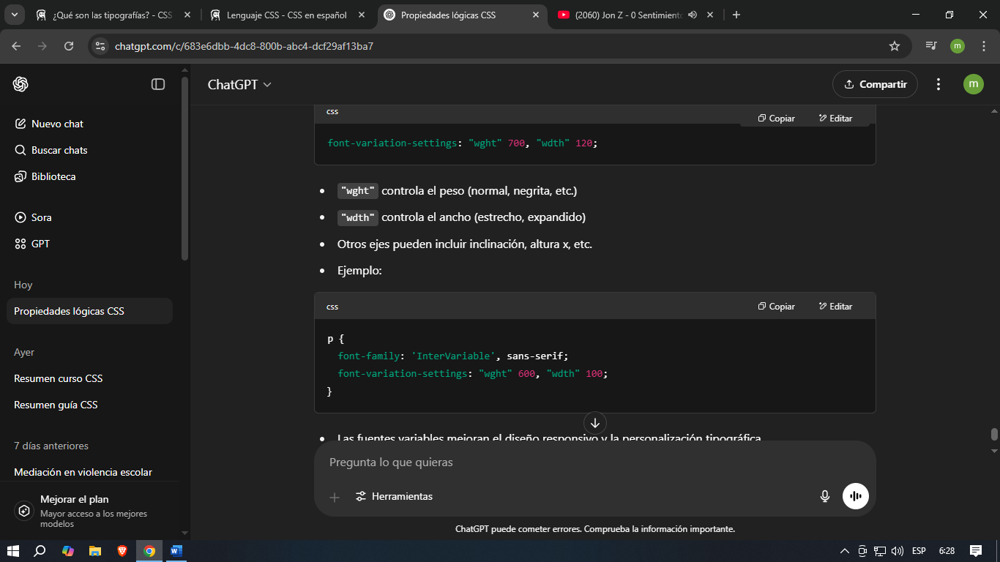 ¿Qué son las tipografías? - CSS
Lenguaje CSS - CSS en español
Propiedades lógicas CSS
(2060) Jon Z - 0 Sentimiento
chatgpt.com/c/683e6dbb-4dc8-800b-abc4-dcf29af13ba7
m
ChatGPT
Compartir
m
Nuevo chat
Buscar chats
Biblioteca
Sora
GPT
Hoy
Propiedades lógicas CSS
Ayer
Resumen curso CSS
Resumen guía CSS
7 días anteriores
Mediación en violencia escolar
Mejorar el plan
Mayor acceso a los mejores
modelos
css
Copiar
Editar
font-variation-settings: "wght" 700, "wdth" 120;
"wght" controla el peso (normal, negrita, etc.)
"wdth" controla el ancho (estrecho, expandido)
Otros ejes pueden incluir inclinación, altura x, etc.
Ejemplo:
css
Copiar
Editar
p {
font-family: 'InterVariable', sans-serif;
font-variation-settings: "wght" 600, "wdth" 100;
}
Las fuentes variables mejoran el diseño responsivo y la personalización tipográfica
Pregunta lo que quieras
Herramientas
ChatGPT puede cometer errores. Comprueba la información importante.
ESP
6:28